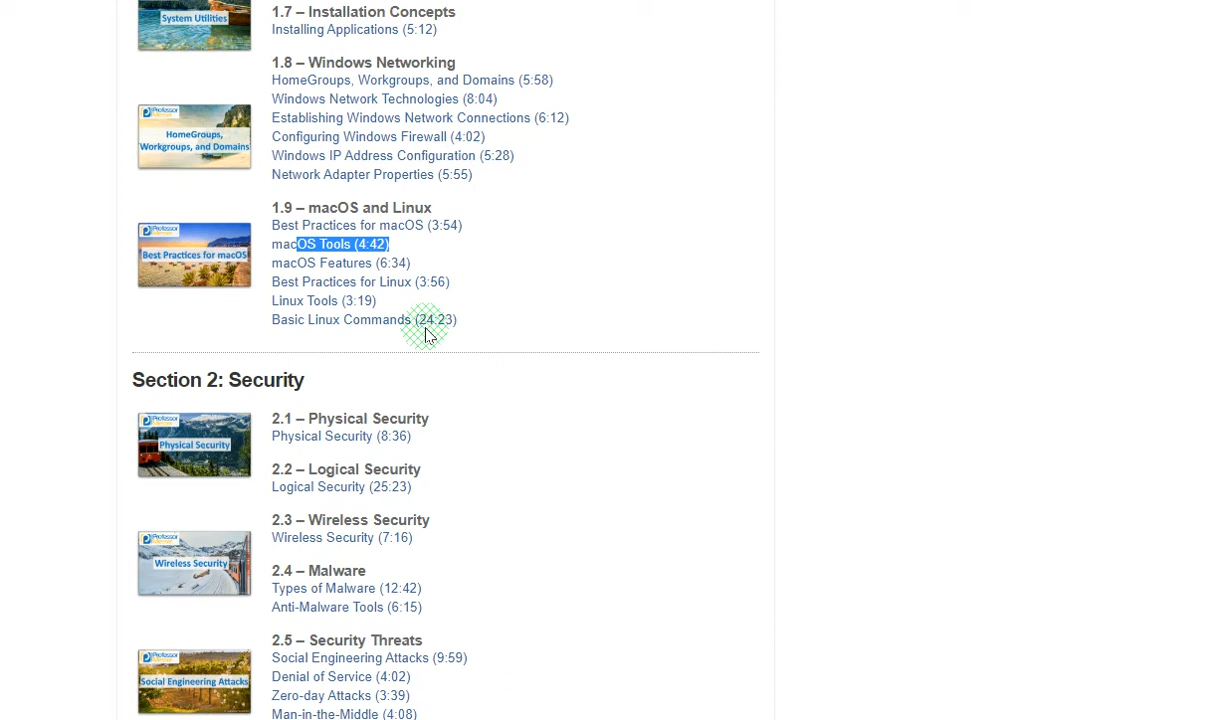 System Utilities
1.7 – Installation Concepts
Installing Applications (5:12)
1.8 – Windows Networking
HomeGroups, Workgroups, and Domains (5:58)
Windows Network Technologies (8:04)
Establishing Windows Network Connections (6:12)
Configuring Windows Firewall (4:02)
Windows IP Address Configuration (5:28)
Network Adapter Properties (5:55)
Professor
HomeGroups,
Workgroups, and Domains
1.9 – macOS and Linux
Best Practices for macOS (3:54)
macOS Tools (4:42)
macOS Features (6:34)
Best Practices for Linux (3:56)
Linux Tools (3:19)
Basic Linux Commands (24:23)
Professor
Best Practices for macOS
Section 2: Security
2.1 – Physical Security
Physical Security (8:36)
Professor
Physical Security
2.2 – Logical Security
Logical Security (25:23)
2.3 – Wireless Security
Wireless Security (7:16)
Professor
Wireless Security
2.4 – Malware
Types of Malware (12:42)
Anti-Malware Tools (6:15)
2.5 – Security Threats
Social Engineering Attacks (9:59)
Denial of Service (4:02)
Zero-day Attacks (3:39)
Man-in-the-Middle (4:08)
Professor
Social Engineering Attacks